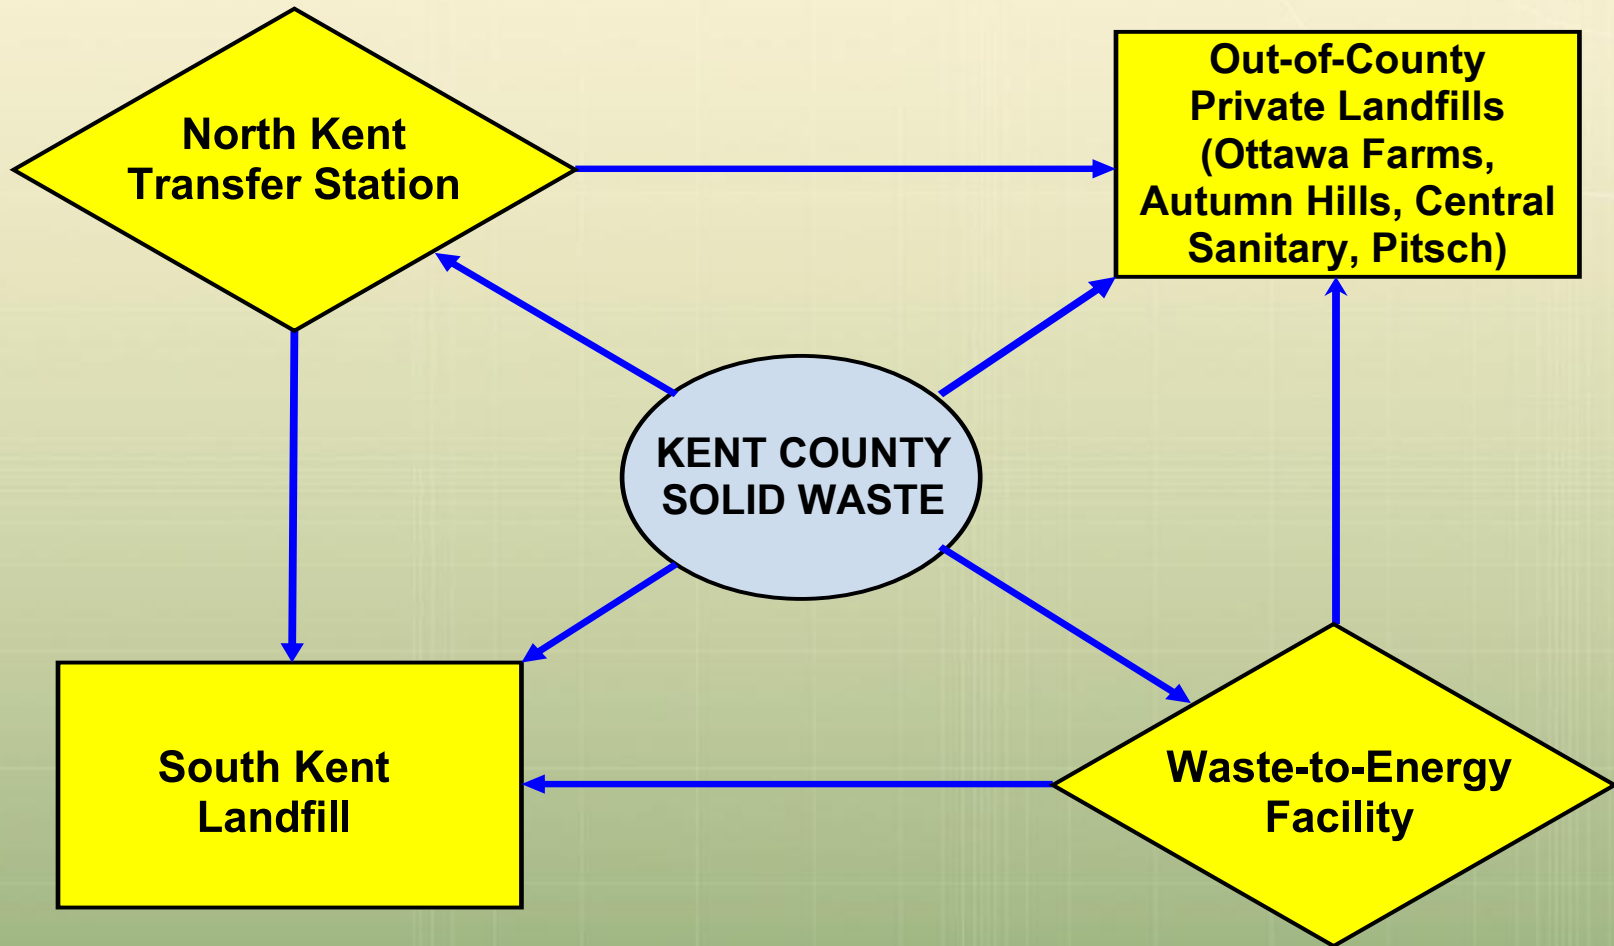 North Kent
Transfer Station
Out-of-County
Private Landfills
(Ottawa Farms,
Autumn Hills, Central
Sanitary, Pitsch)
KENT COUNTY
SOLID WASTE
South Kent
Landfill
Waste-to-Energy
Facility